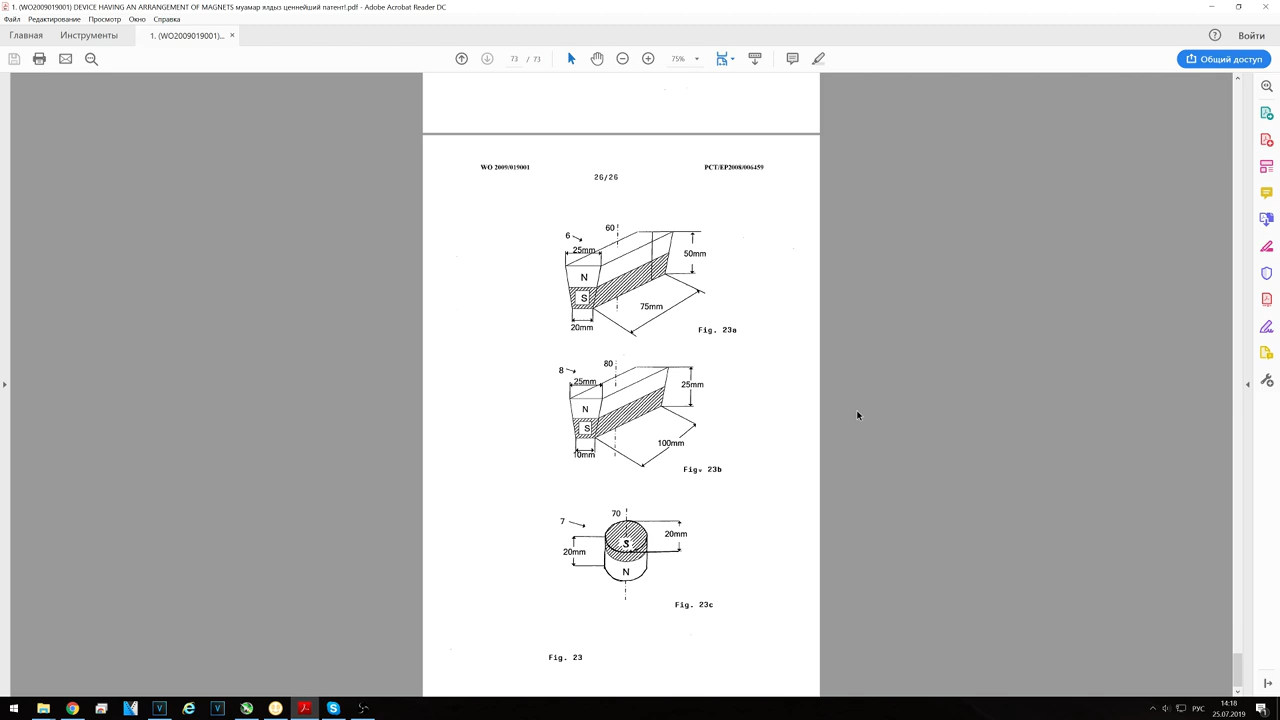 1. (WO2009019001) DEVICE HAVING AN ARRANGEMENT OF MAGNETS муамар ялдыз ценнейший патент!.pdf - Adobe Acrobat Reader DC
Файл Редактирование Просмотр Окно Справка
Главная Инструменты 1. (WO2009019001)... × Войти
73 / 73 75% Общий доступ
WO 2009/019001 PCT/EP2008/006459
26/26
6 60
25mm 50mm
N
S
75mm
20mm
Fig. 23a
8 80
25mm 25mm
N
S
100mm
10mm
Fig. 23b
7 70
20mm
S
20mm
N
Fig. 23c
Fig. 23
РУС
14:18
25.07.2019